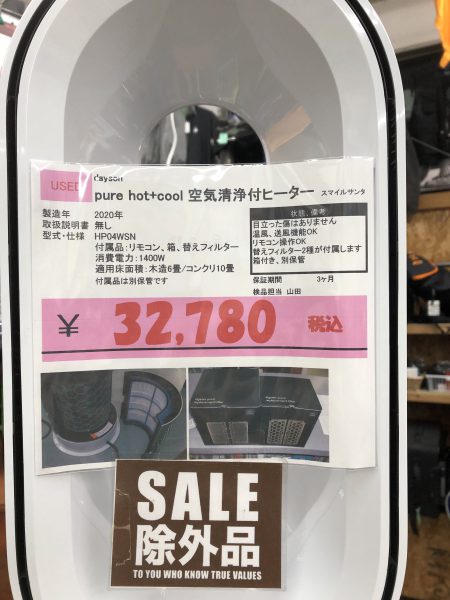 USED
dayson
pure hot+cool 空気清浄付ヒーター スマイルサンタ
製造年 2020年
取扱説明書 無し
型式・仕様 HP04WSN
付属品:リモコン、箱、替えフィルター
消費電力:1400W
適用床面積:木造6畳/コンクリ10畳
付属品は別保管です
状態、備考
目立った傷はありません
温風、送風機能OK
リモコン操作OK
替えフィルター2種が付属します
箱付き、別保管
保証期間 3ヶ月
検品担当 山田
¥ 32,780 税込
SALE
除外品
TO YOU WHO KNOW TRUE VALUES